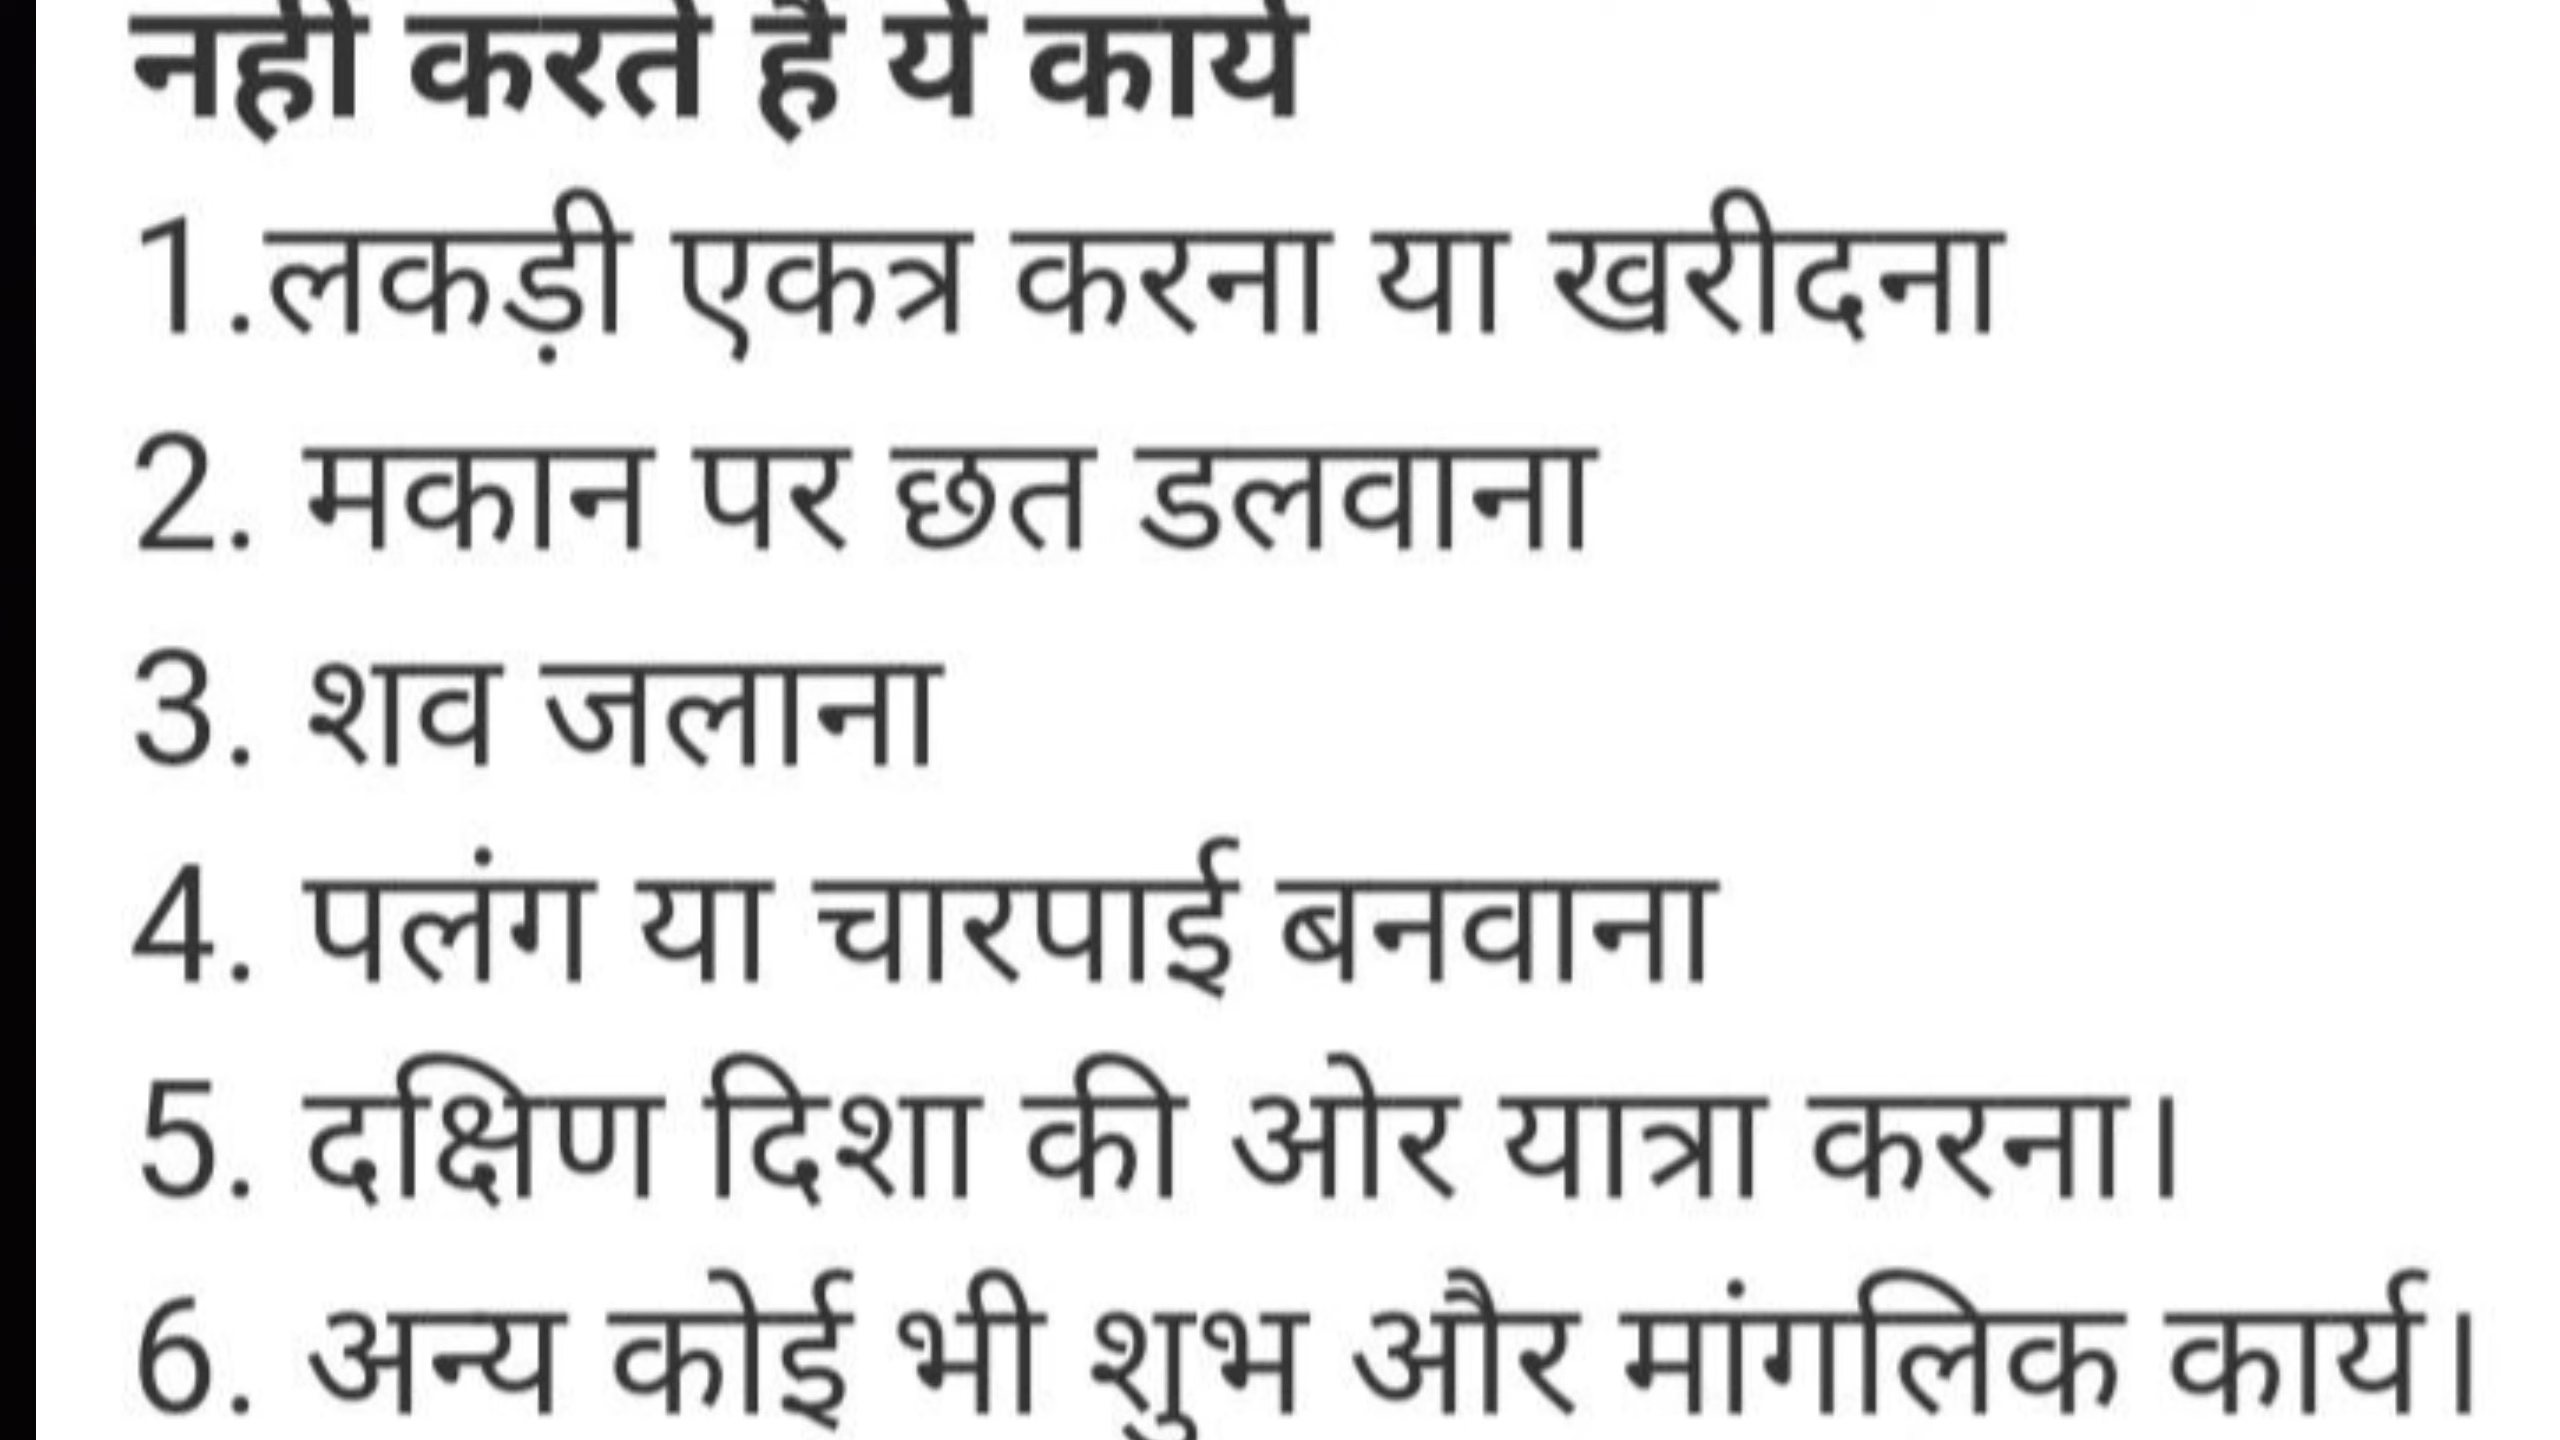 नहीं करते हैं ये कार्य
1.लकड़ी एकत्र करना या खरीदना
2. मकान पर छत डलवाना
3. शव जलाना
4. पलंग या चारपाई बनवाना
5. दक्षिण दिशा की ओर यात्रा करना।
6. अन्य कोई भी शुभ और मांगलिक कार्य।